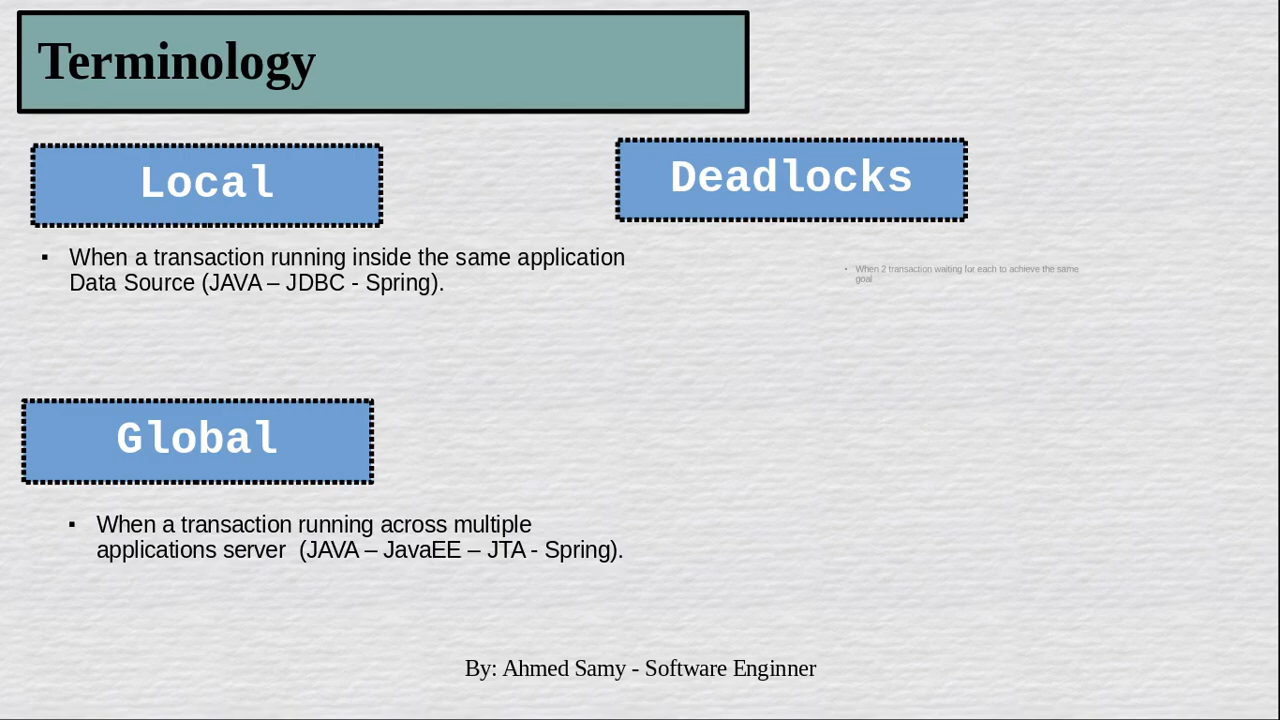 Terminology
Local
▪ When a transaction running inside the same application
Data Source (JAVA – JDBC - Spring).
Deadlocks
▪ When 2 transaction waiting for each to achieve the same
goal
Global
▪ When a transaction running across multiple
applications server  (JAVA – JavaEE – JTA - Spring).
By: Ahmed Samy - Software Enginner